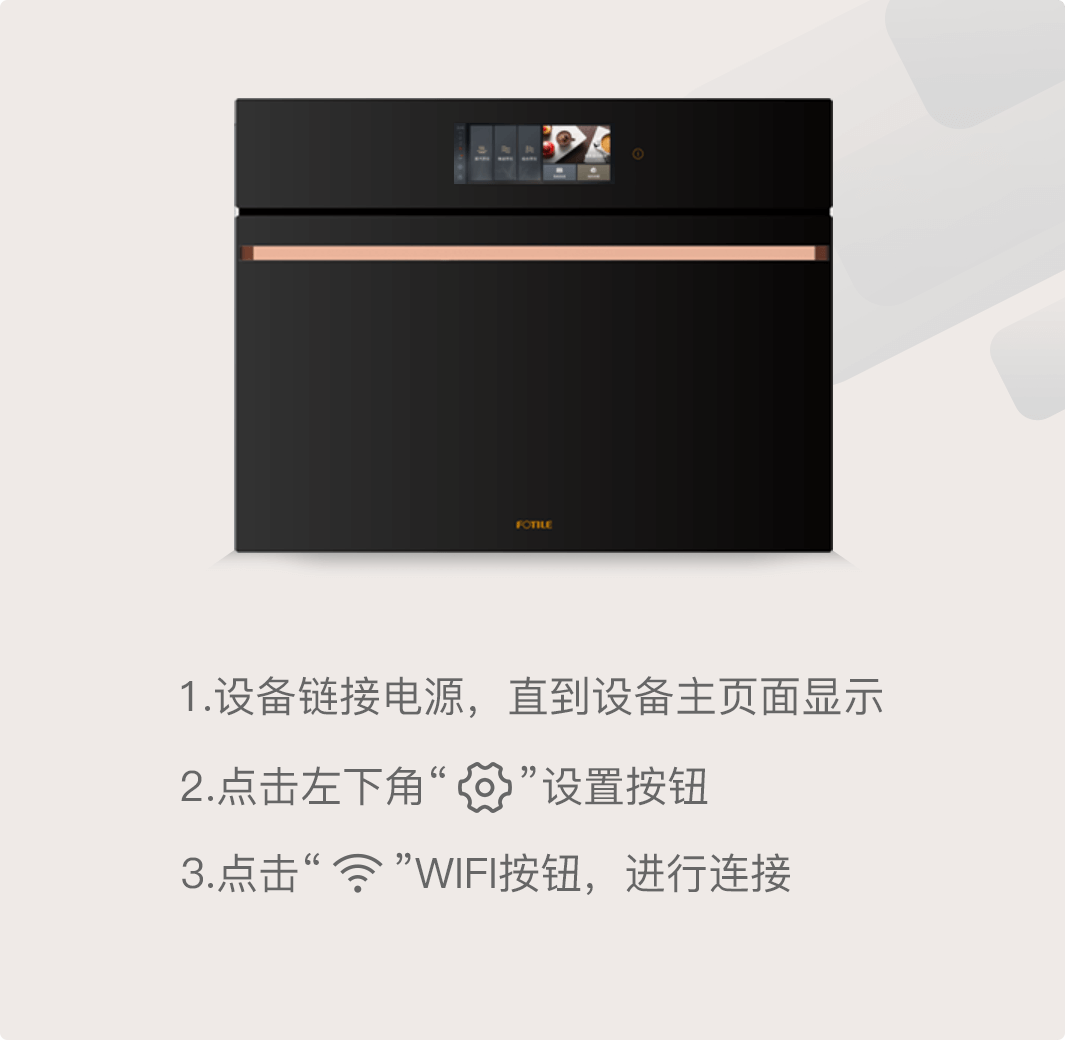 FOTILE
1.设备链接电源，直到设备主页面显示
2.点击左下角“ ”设置按钮
3.点击“ ”WIFI按钮，进行连接